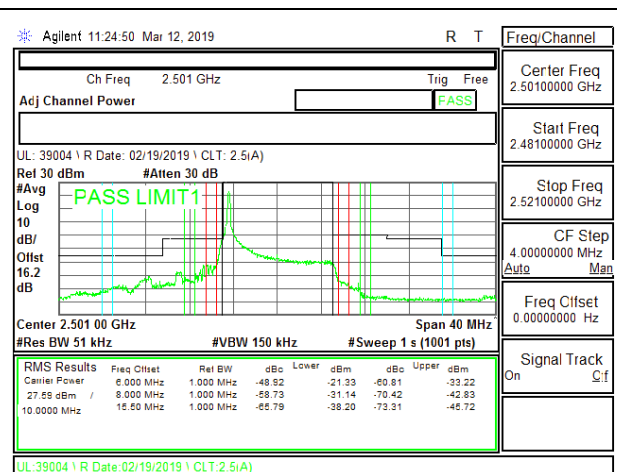 Agilent 11:24:50 Mar 12, 2019 R T
Freq/Channel
Ch Freq 2.501 GHz Trig Free
Adj Channel Power PASS
Center Freq
2.50100000 GHz
Start Freq
2.48100000 GHz
Stop Freq
2.52100000 GHz
CF Step
4.00000000 MHz
Auto Man
Freq Offset
0.00000000 Hz
Signal Track
On Off
UL: 39004 \ R Date: 02/19/2019 \ CLT: 2.5(A)
Ref 30 dBm #Atten 30 dB
#Avg
Log
10
dB/
Offst
16.2
dB
PASS LIMIT1
Center 2.501 00 GHz Span 40 MHz
#Res BW 51 kHz #VBW 150 kHz #Sweep 1 s (1001 pts)
RMS Results Freq Offset Ref BW dBc Lower dBm dBc Upper dBm
Carrier Power 6.000 MHz 1.000 MHz -48.92 -21.33 -60.81 -33.22
27.59 dBm / 8.000 MHz 1.000 MHz -58.73 -31.14 -70.42 -42.83
10.0000 MHz 15.50 MHz 1.000 MHz -65.79 -38.20 -73.31 -45.72
UL:39004 \ R Date:02/19/2019 \ CLT:2.5(A)